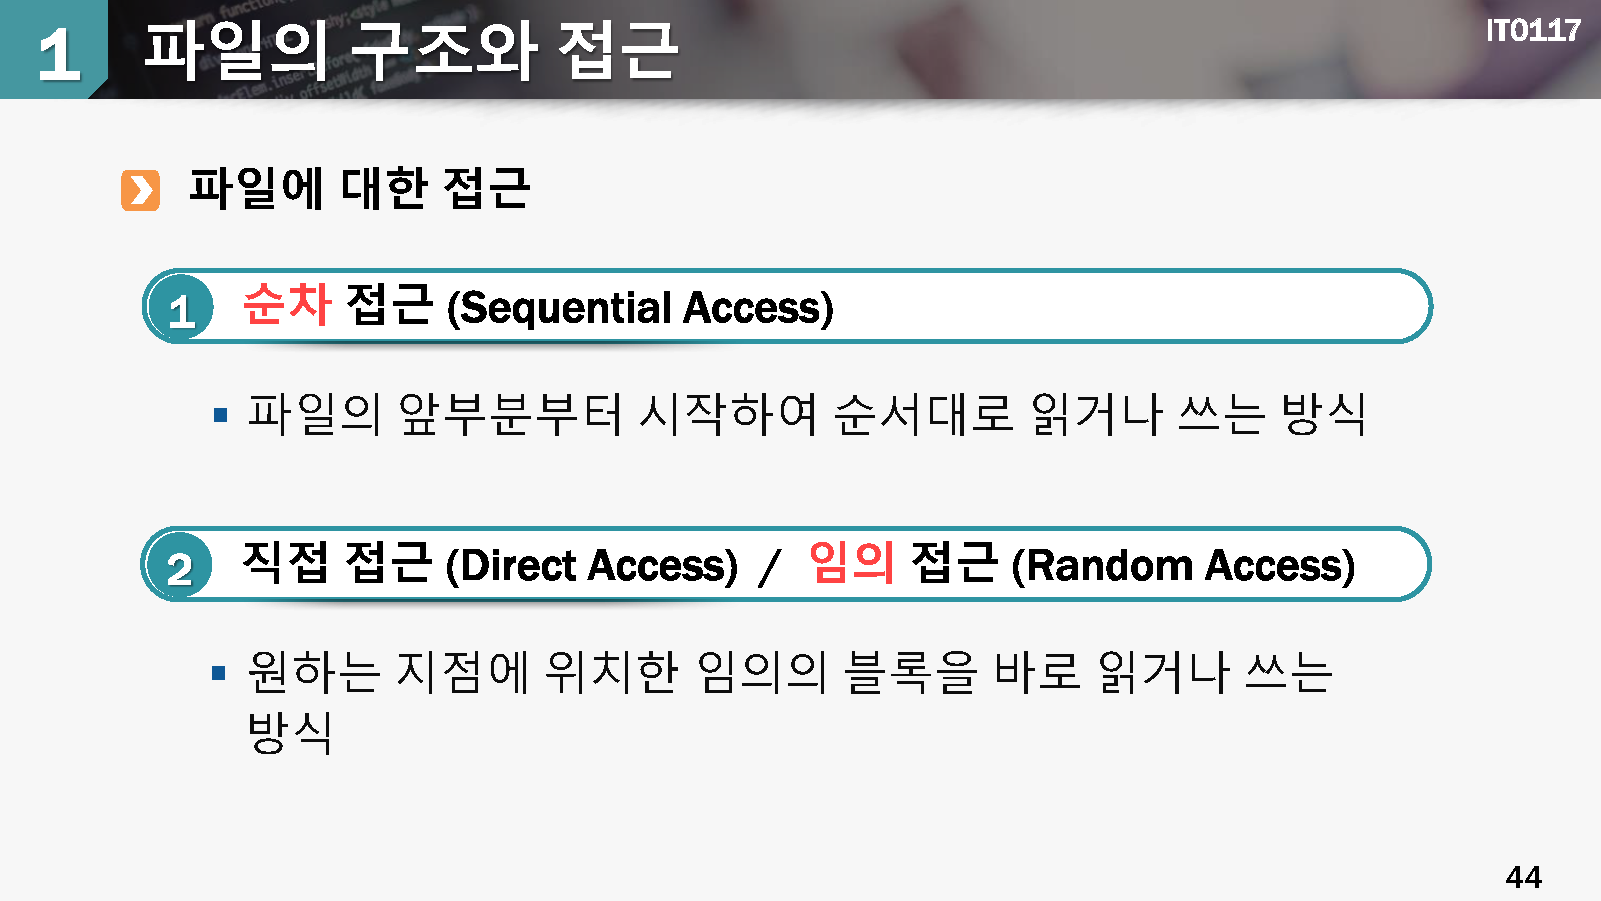 1 파일의 구조와 접근
IT0117
파일에 대한 접근
1 순차 접근 (Sequential Access)
▪ 파일의 앞부분부터 시작하여 순서대로 읽거나 쓰는 방식
2 직접 접근 (Direct Access) / 임의 접근 (Random Access)
▪ 원하는 지점에 위치한 임의의 블록을 바로 읽거나 쓰는
방식
44